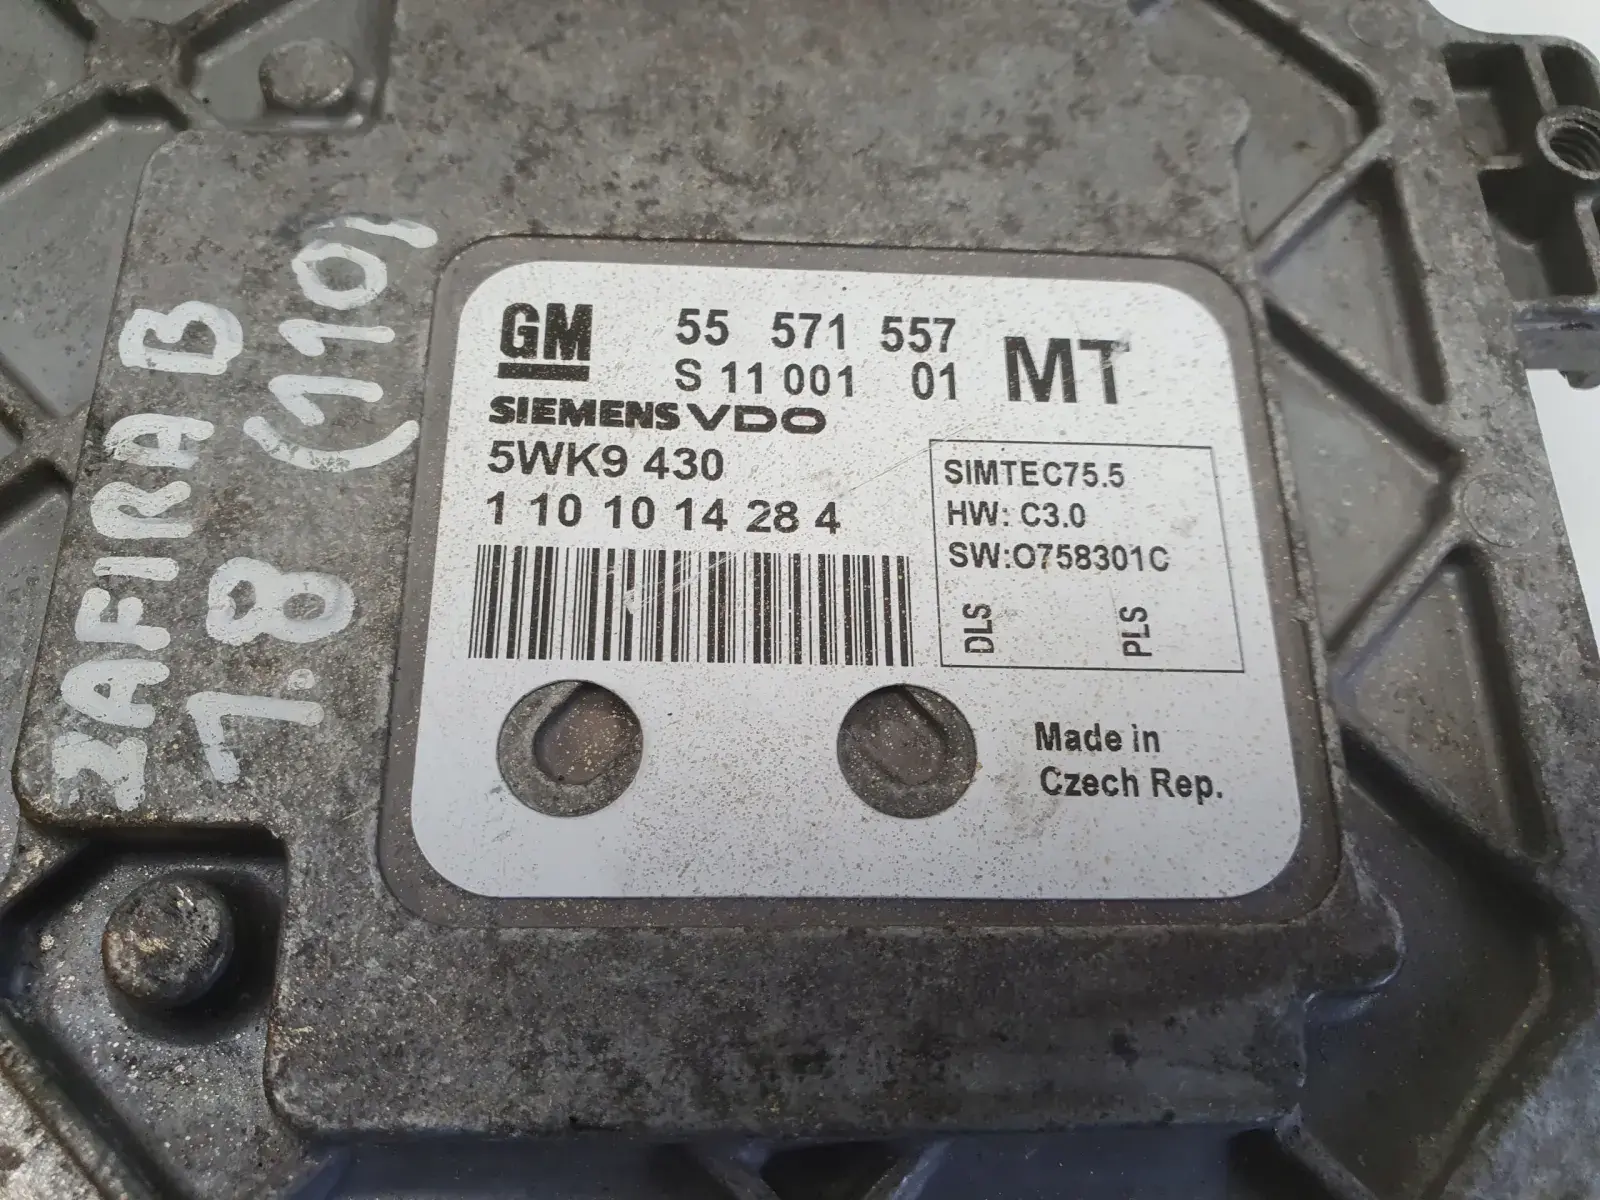 ZAFIRA B
1.8 (110)
GM
55 571 557
S 11 001 01
MT
SIEMENS VDO
5WK9 430
1 10 10 14 28 4
SIMTEC75.5
HW: C3.0
SW:O758301C
DLS
PLS
Made in
Czech Rep.